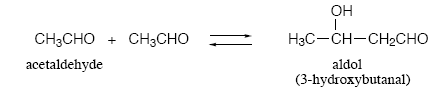 OH
CH₃CHO + CH₃CHO ⇌ H₃C–CH–CH₂CHO
acetaldehyde aldol
(3-hydroxybutanal)